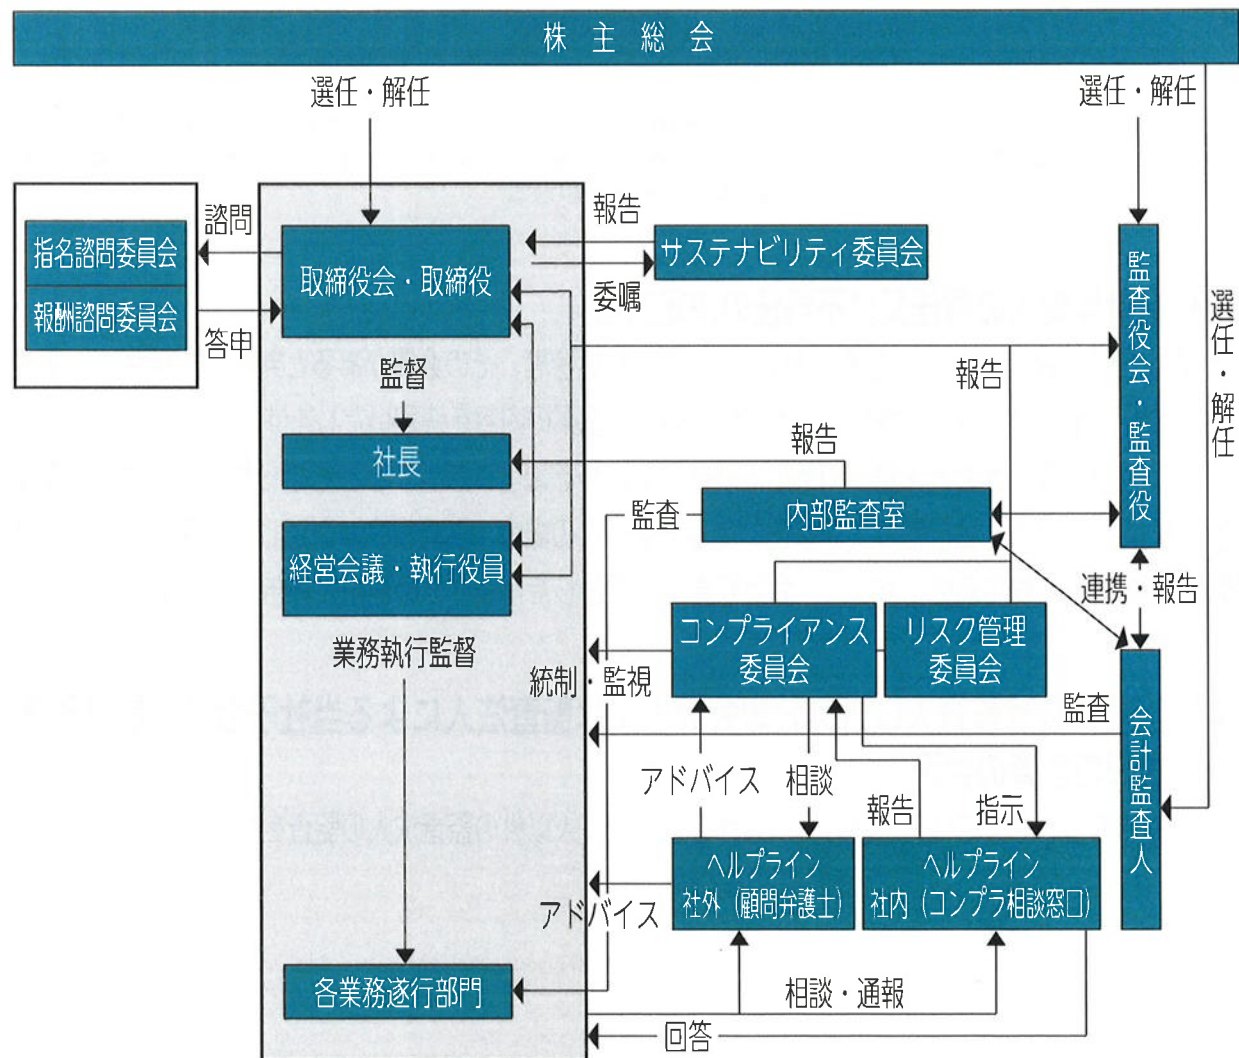 株主総会
選任・解任
選任・解任
選任・解任
諮問
指名諮問委員会
報酬諮問委員会
答申
取締役会・取締役
報告
サステナビリティ委員会
委嘱
監査役会・監査役
監督
報告
社長
報告
監査
内部監査室
経営会議・執行役員
連携・報告
コンプライアンス
委員会
リスク管理
委員会
業務執行監督
統制・監視
監査
会計監査人
アドバイス
相談
報告
指示
ヘルプライン
社外（顧問弁護士）
ヘルプライン
社内（コンプラ相談窓口）
アドバイス
各業務遂行部門
相談・通報
回答